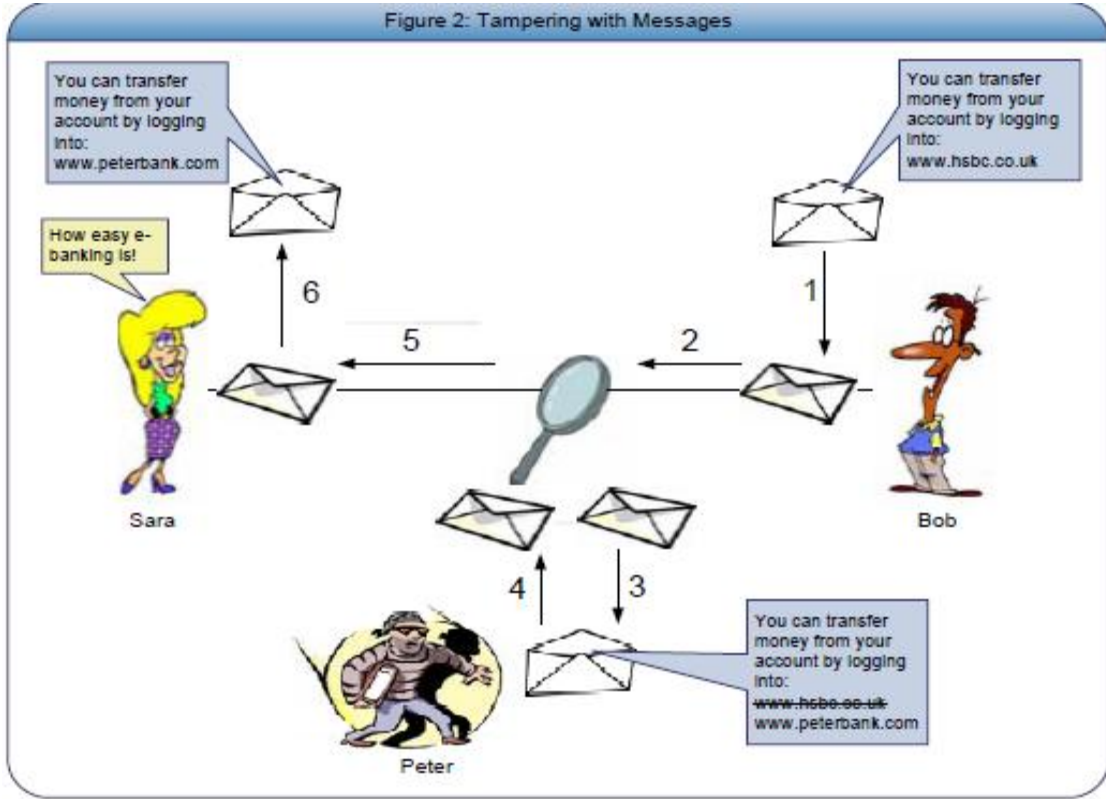 Figure 2: Tampering with Messages
You can transfer
money from your
account by logging
into:
www.peterbank.com
You can transfer
money from your
account by logging
into:
www.hsbc.co.uk
How easy e-
banking is!
6
1
5
2
Sara
Bob
4
3
You can transfer
money from your
account by logging
into:
www.hsbc.co.uk
www.peterbank.com
Peter